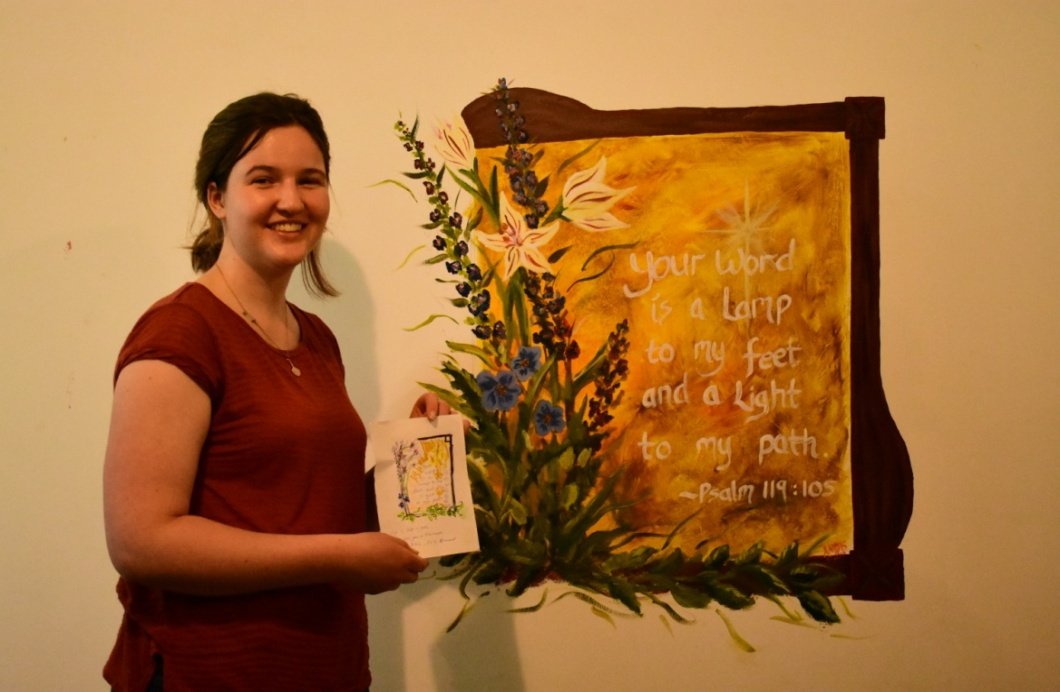 Your Word
is a Lamp
to my feet
and a Light
to my path.
~Psalm 119:105